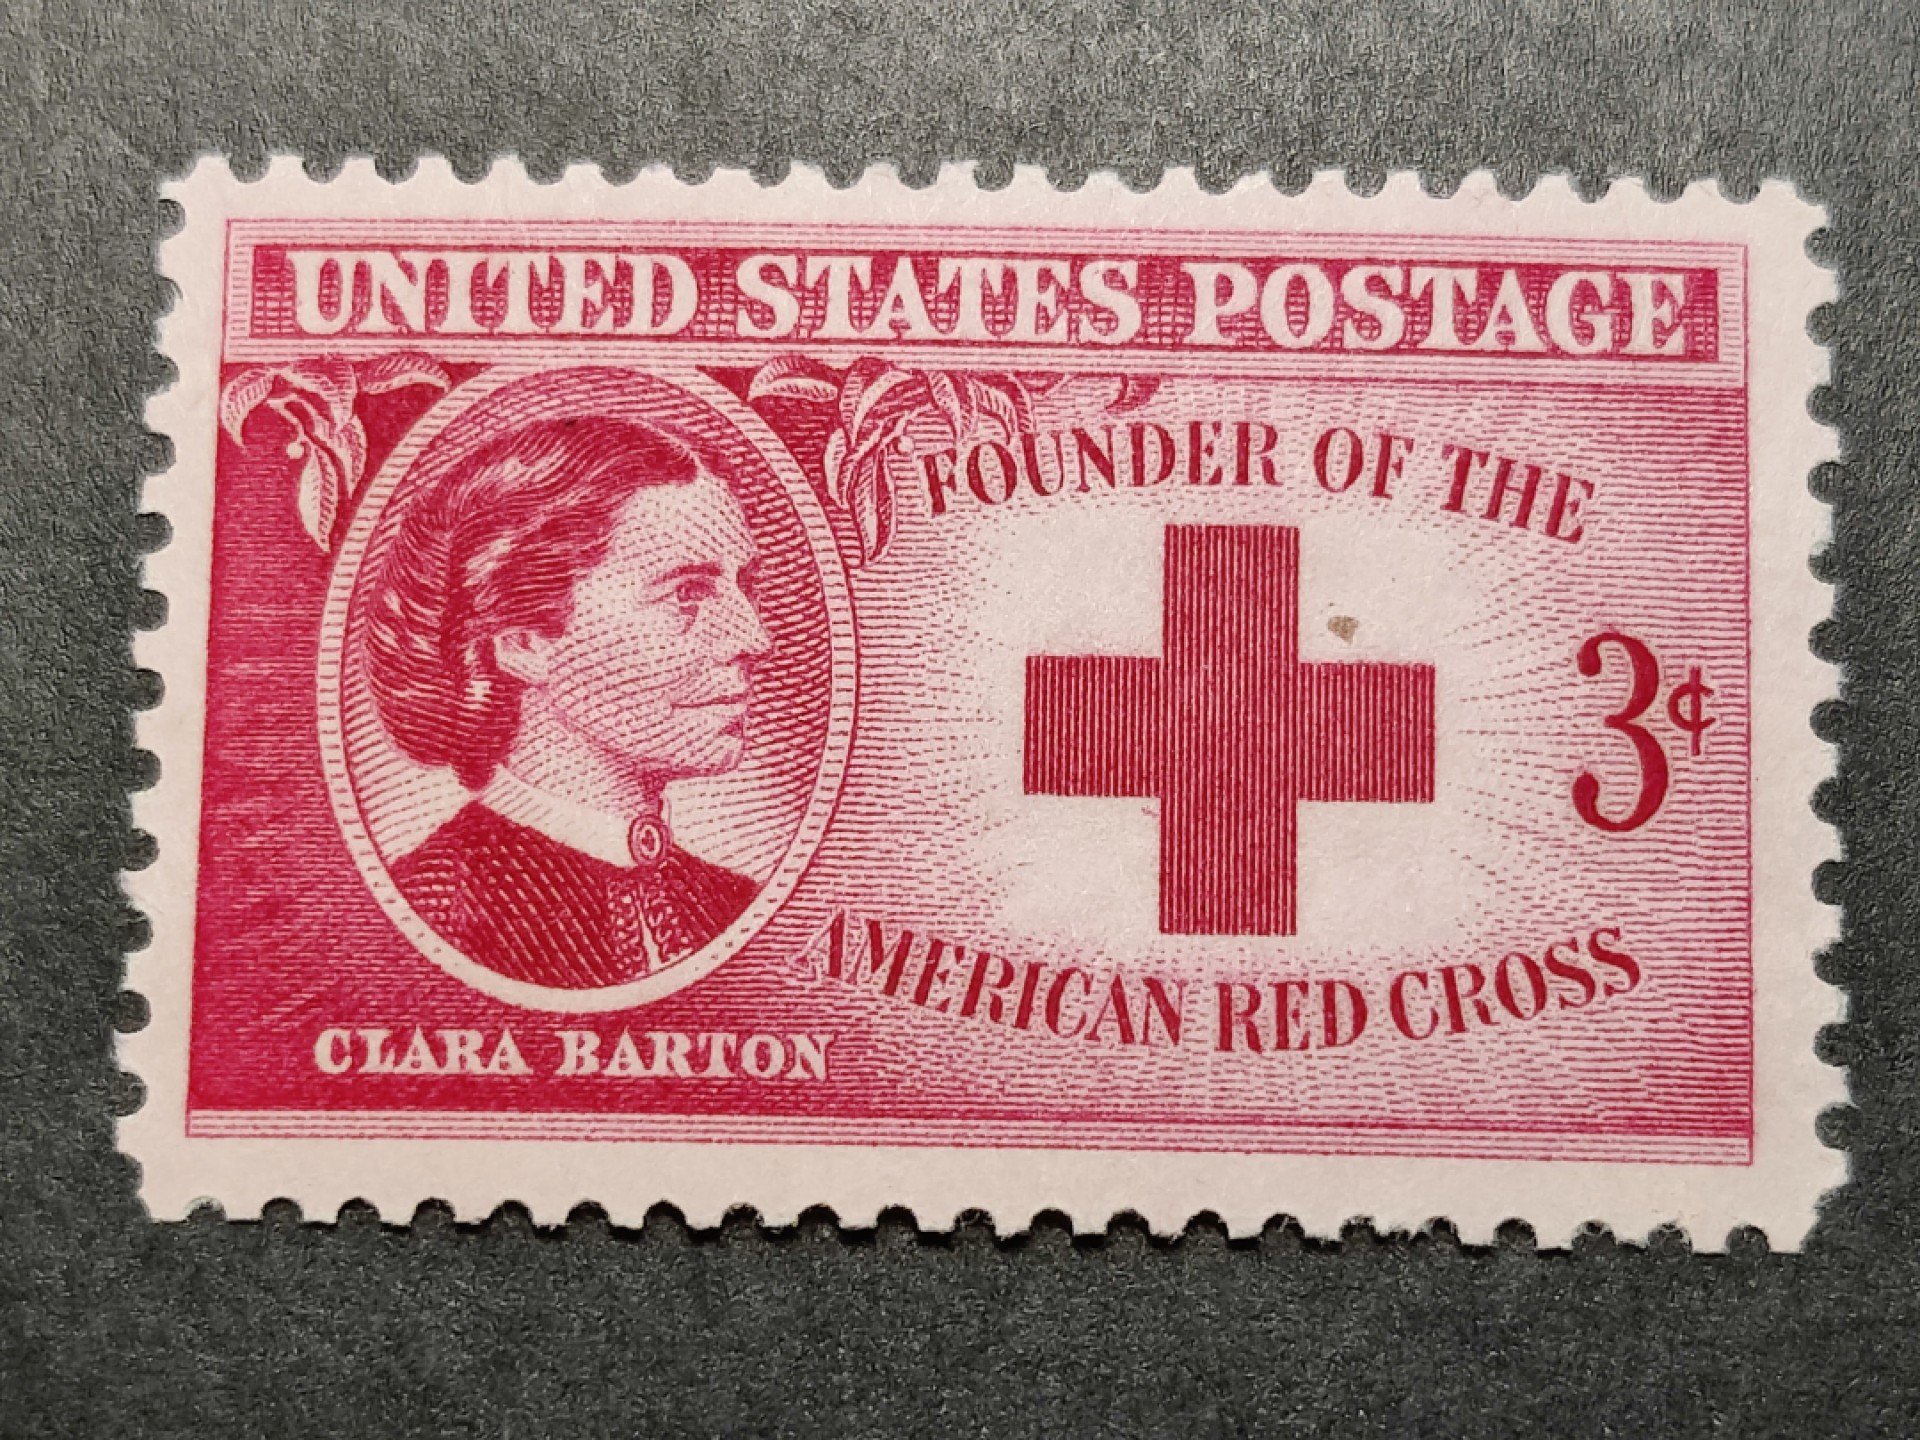 UNITED STATES POSTAGE
FOUNDER OF THE
3¢
AMERICAN RED CROSS
CLARA BARTON